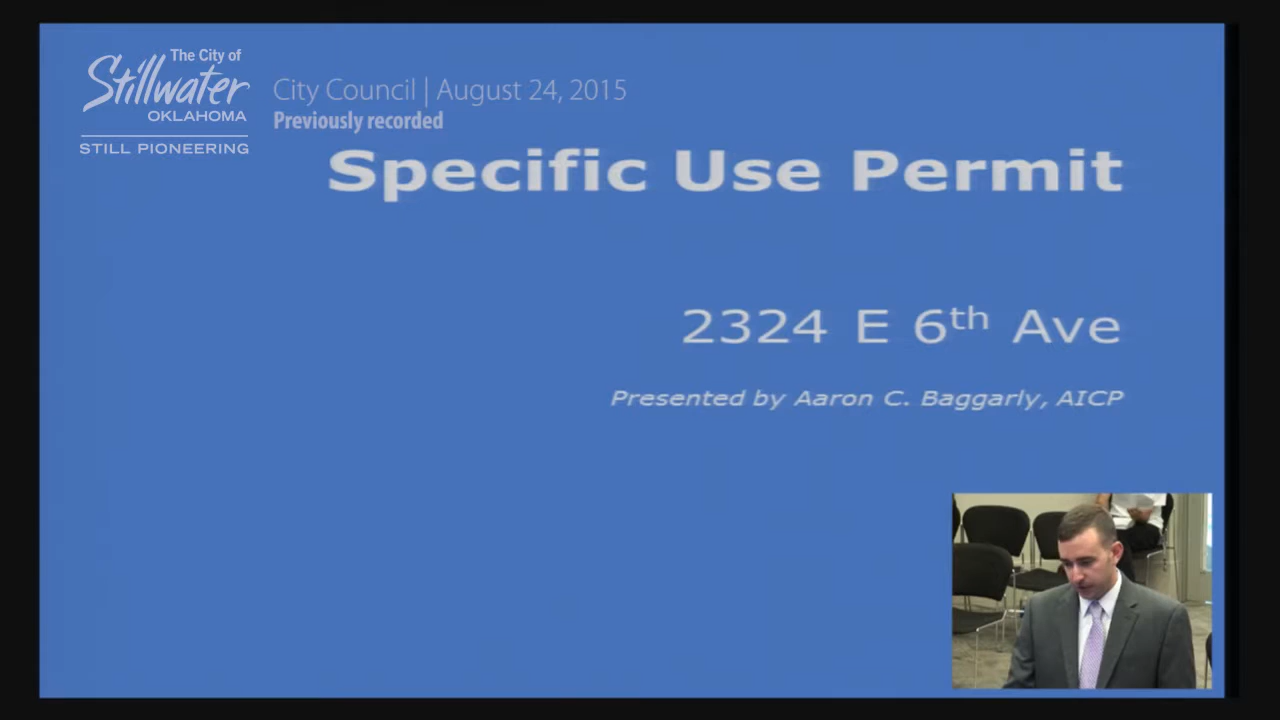 The City of
Stillwater
OKLAHOMA
STILL PIONEERING
City Council | August 24, 2015
Previously recorded
Specific Use Permit
2324 E 6th Ave
Presented by Aaron C. Baggarly, AICP